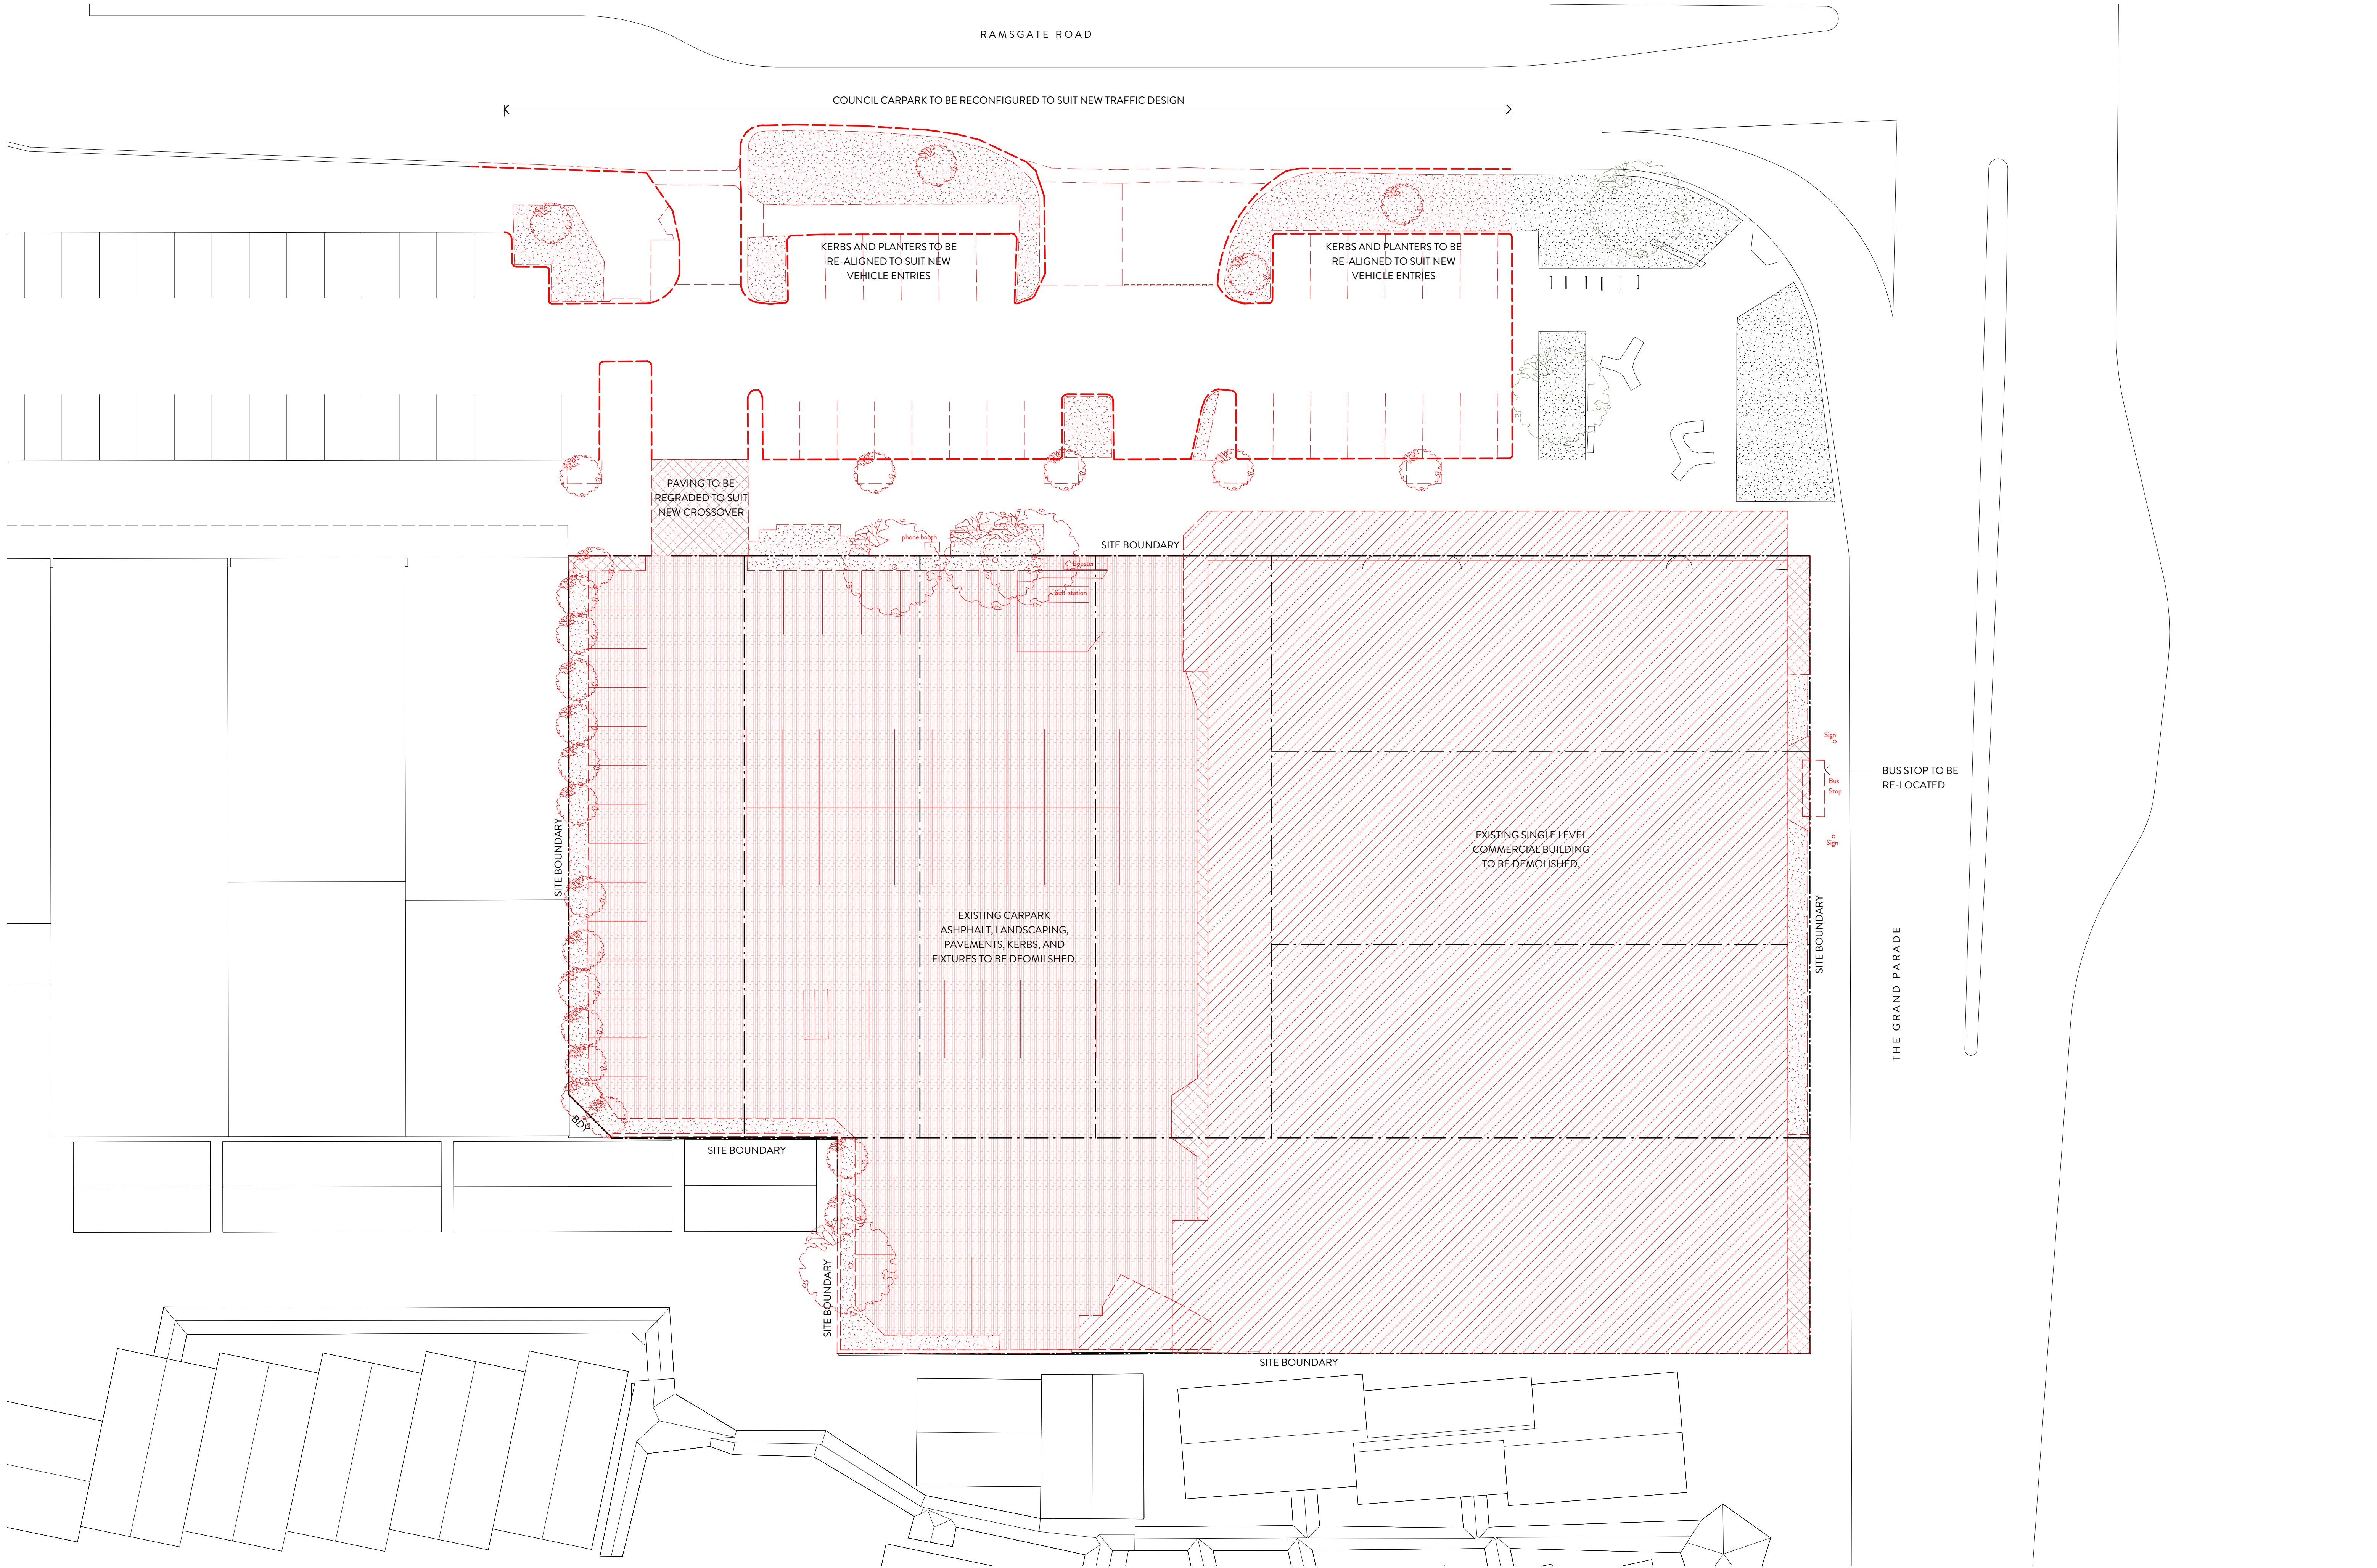 RAMSGATE ROAD
COUNCIL CARPARK TO BE RECONFIGURED TO SUIT NEW TRAFFIC DESIGN
KERBS AND PLANTERS TO BE
RE-ALIGNED TO SUIT NEW
VEHICLE ENTRIES
KERBS AND PLANTERS TO BE
RE-ALIGNED TO SUIT NEW
VEHICLE ENTRIES
PAVING TO BE
REGRADED TO SUIT
NEW CROSSOVER
phone booth
SITE BOUNDARY
Booster
Sub-station
Sign
BUS STOP TO BE
RE-LOCATED
Bus
Stop
Sign
EXISTING SINGLE LEVEL
COMMERCIAL BUILDING
TO BE DEMOLISHED.
SITE BOUNDARY
EXISTING CARPARK
ASHPHALT, LANDSCAPING,
PAVEMENTS, KERBS, AND
FIXTURES TO BE DEOMILSHED.
SITE BOUNDARY
THE GRAND PARADE
BDY
SITE BOUNDARY
SITE BOUNDARY
SITE BOUNDARY